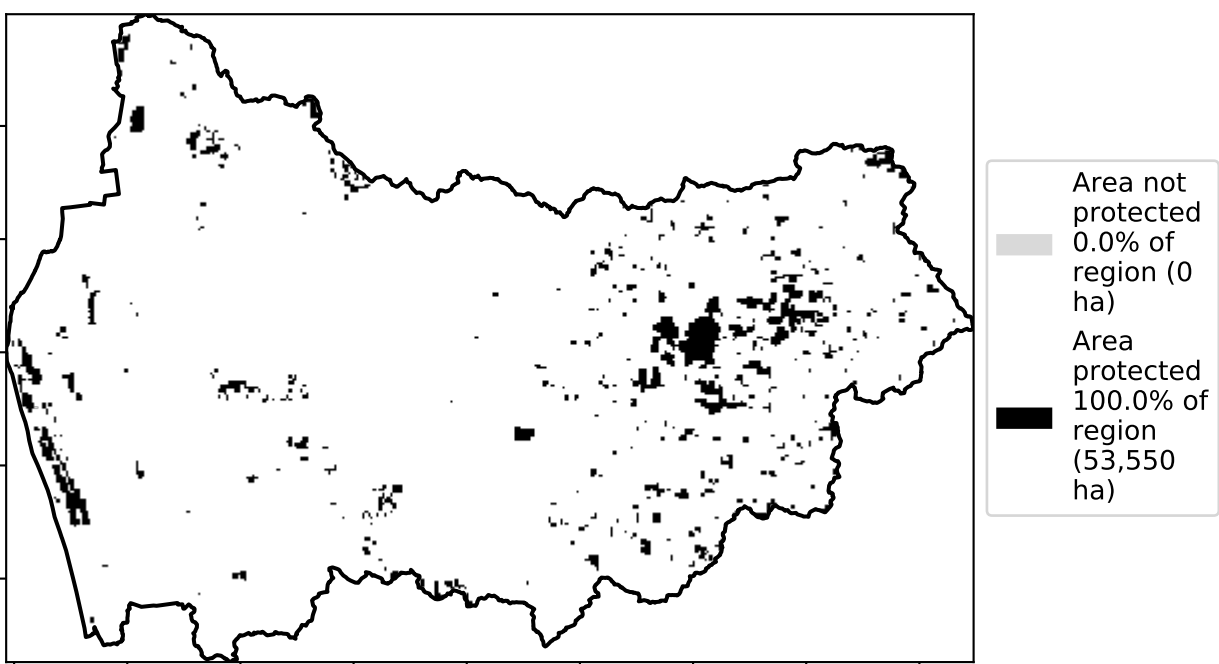 Area not
protected
0.0% of
region (0
ha)
Area
protected
100.0% of
region
(53,550
ha)